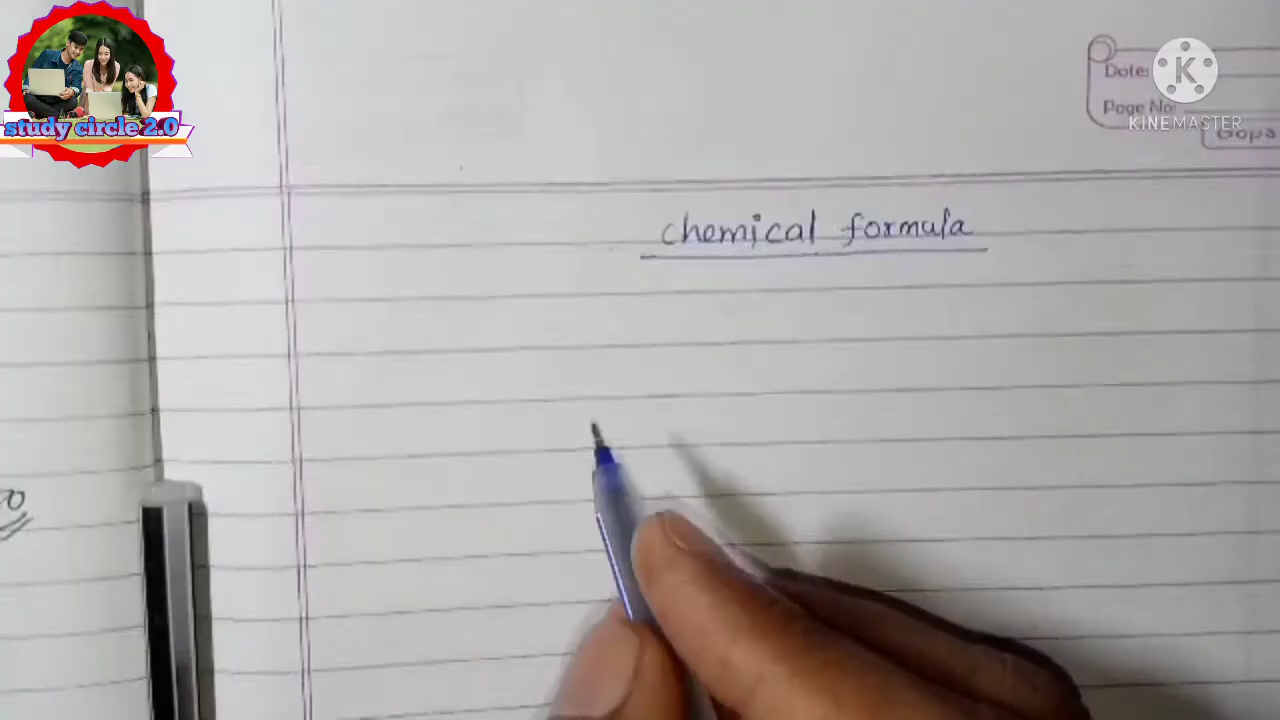 study circle 2.0
Date:
Page No:
KINEMASTER
chemical formula